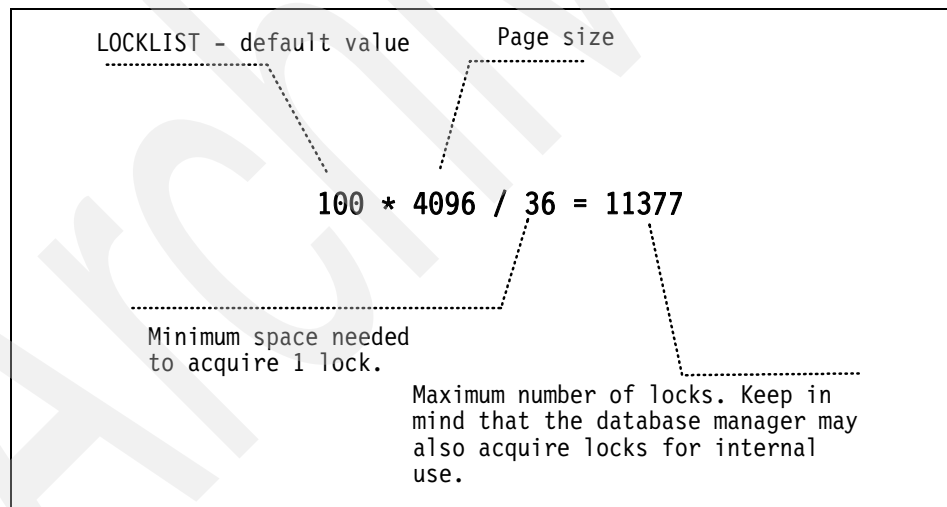 LOCKLIST - default value
Page size
100 * 4096 / 36 = 11377
Minimum space needed
to acquire 1 lock.
Maximum number of locks. Keep in
mind that the database manager may
also acquire locks for internal
use.